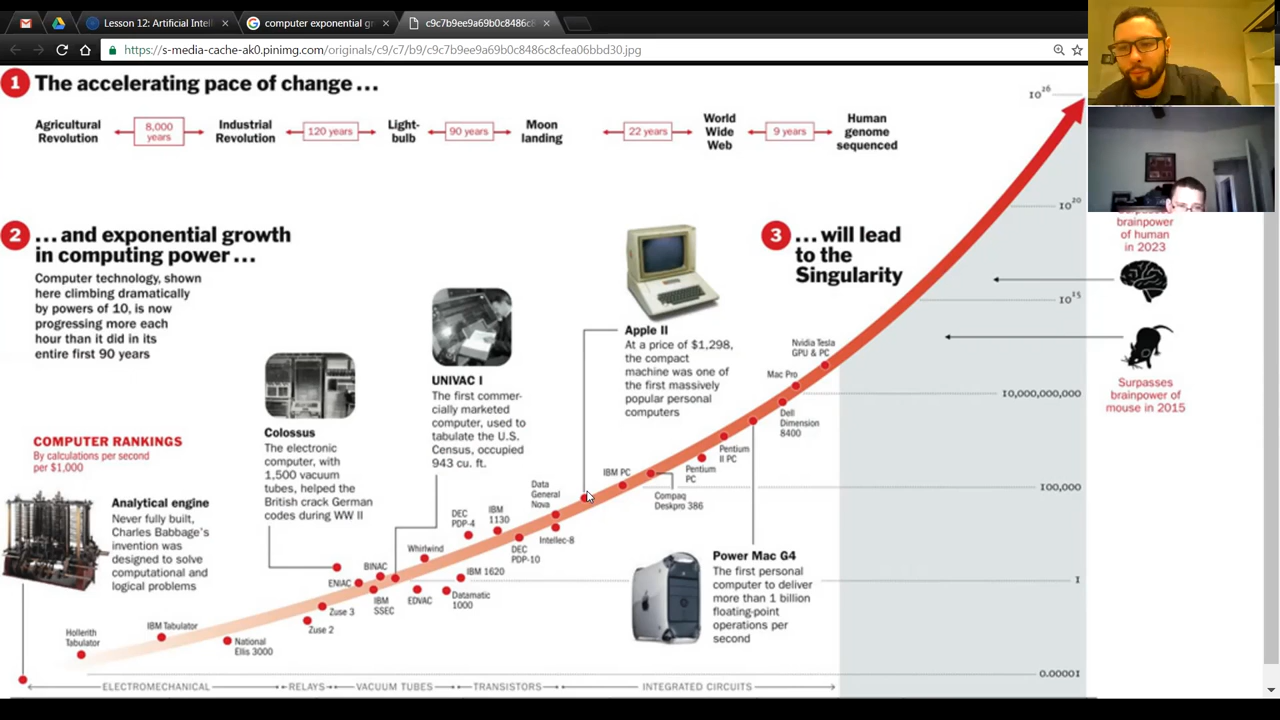 Lesson 12: Artificial Intell
computer exponential gr
c9c7b9ee9a69b0c8486c8
https://s-media-cache-ak0.pinimg.com/originals/c9/c7/b9/c9c7b9ee9a69b0c8486c8cfea06bbd30.jpg
1 The accelerating pace of change...
Agricultural
Revolution
8,000
years
Industrial
Revolution
120 years
Light-
bulb
90 years
Moon
landing
22 years
World
Wide
Web
9 years
Human
genome
sequenced
2 ...and exponential growth
in computing power...
Computer technology, shown
here climbing dramatically
by powers of 10, is now
progressing more each
hour than it did in its
entire first 90 years
3 ...will lead
to the
Singularity
COMPUTER RANKINGS
By calculations per second
per $1,000
Analytical engine
Never fully built,
Charles Babbage's
invention was
designed to solve
computational and
logical problems
Colossus
The electronic
computer, with
1,500 vacuum
tubes, helped the
British crack German
codes during WW II
UNIVAC I
The first commer-
cially marketed
computer, used to
tabulate the U.S.
Census, occupied
943 cu. ft.
Apple II
At a price of $1,298,
the compact
machine was one of
the first massively
popular personal
computers
Power Mac G4
The first personal
computer to deliver
more than 1 billion
floating-point
operations per
second
Hollerith
Tabulator
IBM Tabulator
National
Ellis 3000
Zuse 2
Zuse 3
ENIAC
BINAC
IBM
SSEC
Whirlwind
EDVAC
Datamatic
1000
IBM 1620
DEC
PDP-4
IBM
1130
DEC
PDP-10
Data
General
Nova
Intellec-8
IBM PC
Compaq
Deskpro 386
Pentium
PC
Pentium
II PC
Dell
Dimension
8400
Mac Pro
Nvidia Tesla
GPU & PC
10²⁶
10²⁰
10¹⁵
10,000,000,000
100,000
1
0.00001
Surpasses
brainpower
of human
in 2023
Surpasses
brainpower of
mouse in 2015
ELECTROMECHANICAL
RELAYS
VACUUM TUBES
TRANSISTORS
INTEGRATED CIRCUITS